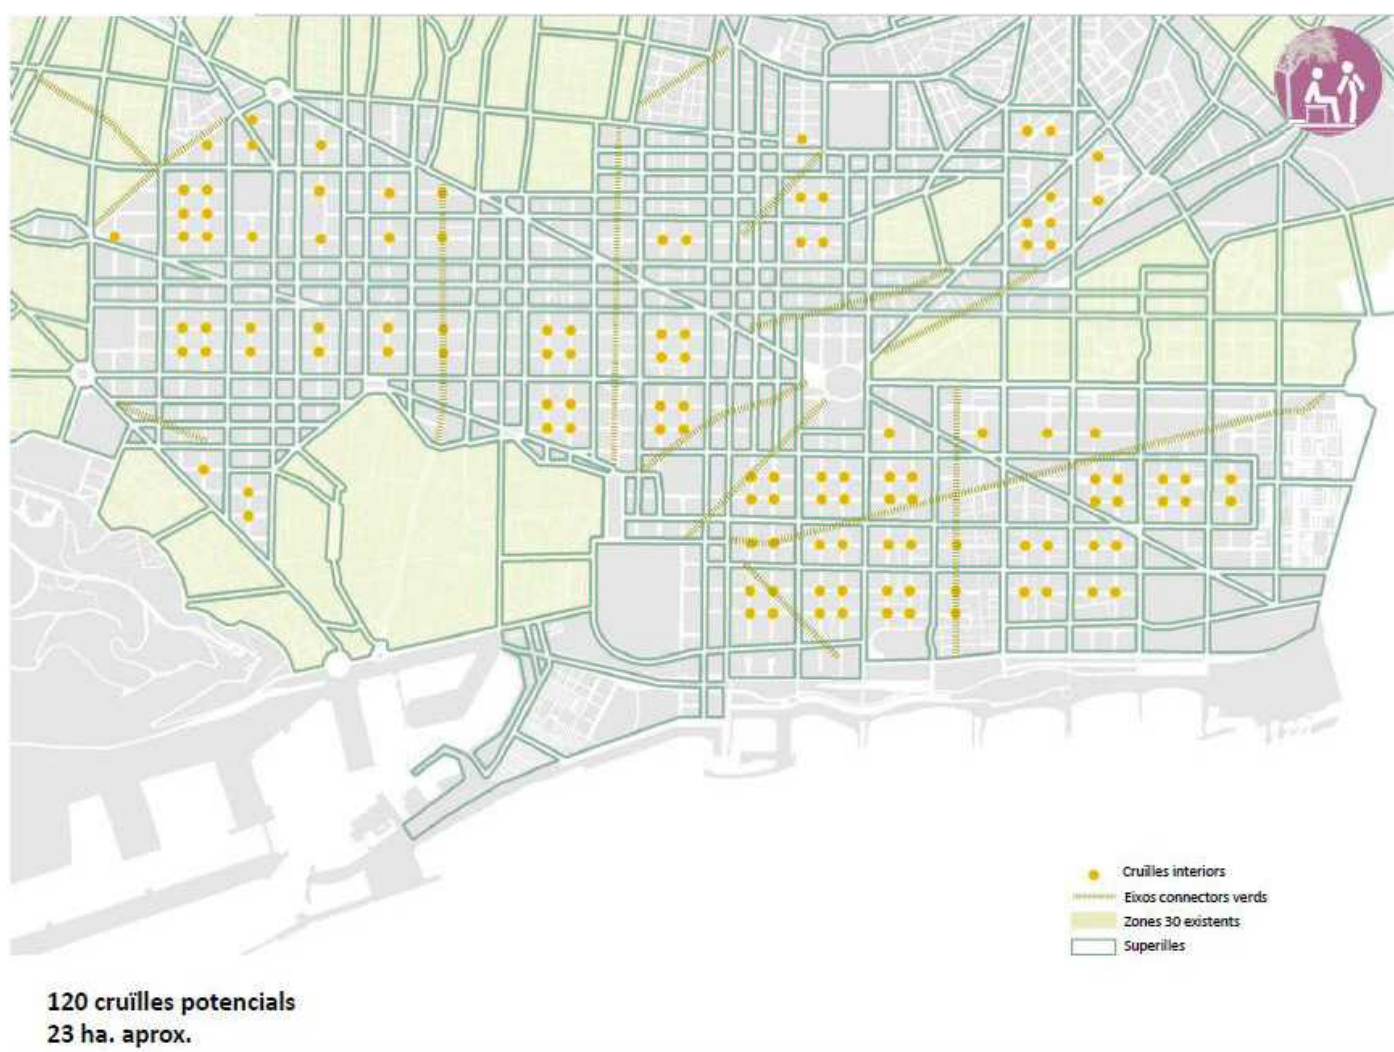 Cruïlles interiors
Eixos connectors verds
Zones 30 existents
Superilles
120 cruïlles potencials
23 ha. aprox.